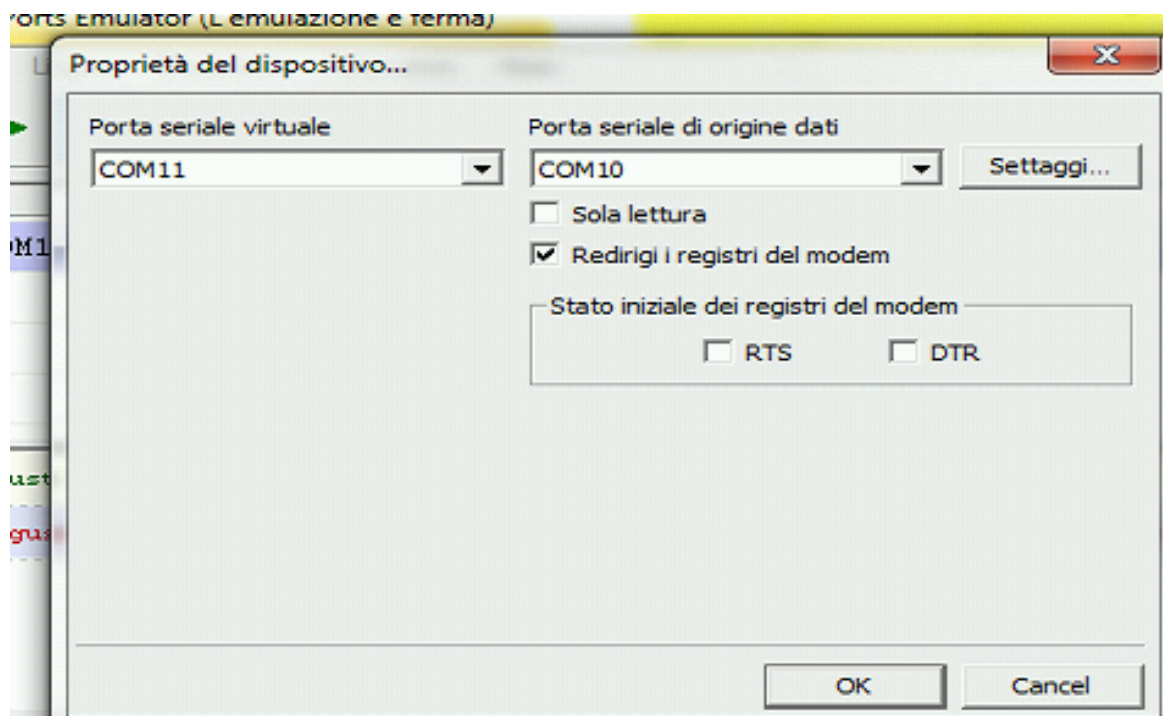 Ports Emulator (L'emulazione è ferma)
Proprietà del dispositivo...
Porta seriale virtuale
Porta seriale di origine dati
COM11
COM10
Settaggi...
Sola lettura
Redirigi i registri del modem
Stato iniziale dei registri del modem
RTS
DTR
OK
Cancel